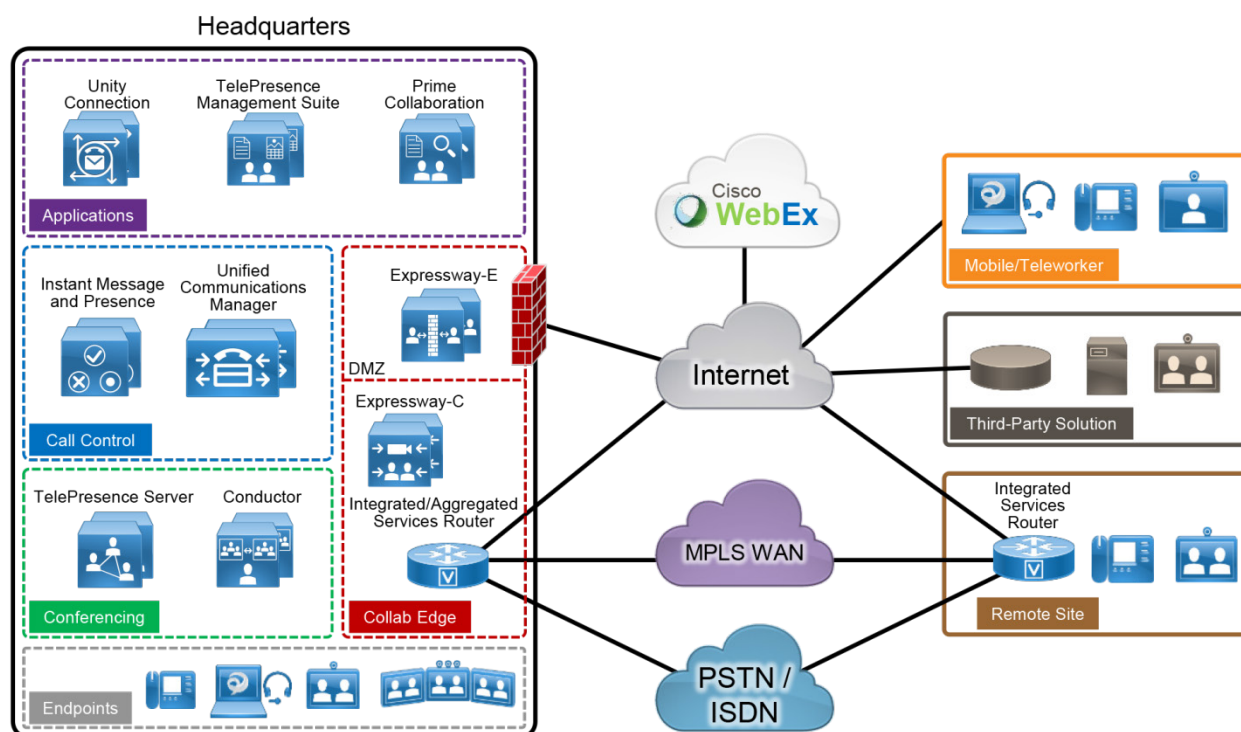 Headquarters
Unity
Connection
TelePresence
Management Suite
Prime
Collaboration
Applications
Instant Message
and Presence
Unified
Communications
Manager
Call Control
Expressway-E
DMZ
Expressway-C
Integrated/Aggregated
Services Router
V
Collab Edge
TelePresence Server
Conductor
Conferencing
Endpoints
Cisco
WebEx
Internet
MPLS WAN
PSTN /
ISDN
Mobile/Teleworker
Third-Party Solution
Integrated
Services
Router
V
Remote Site